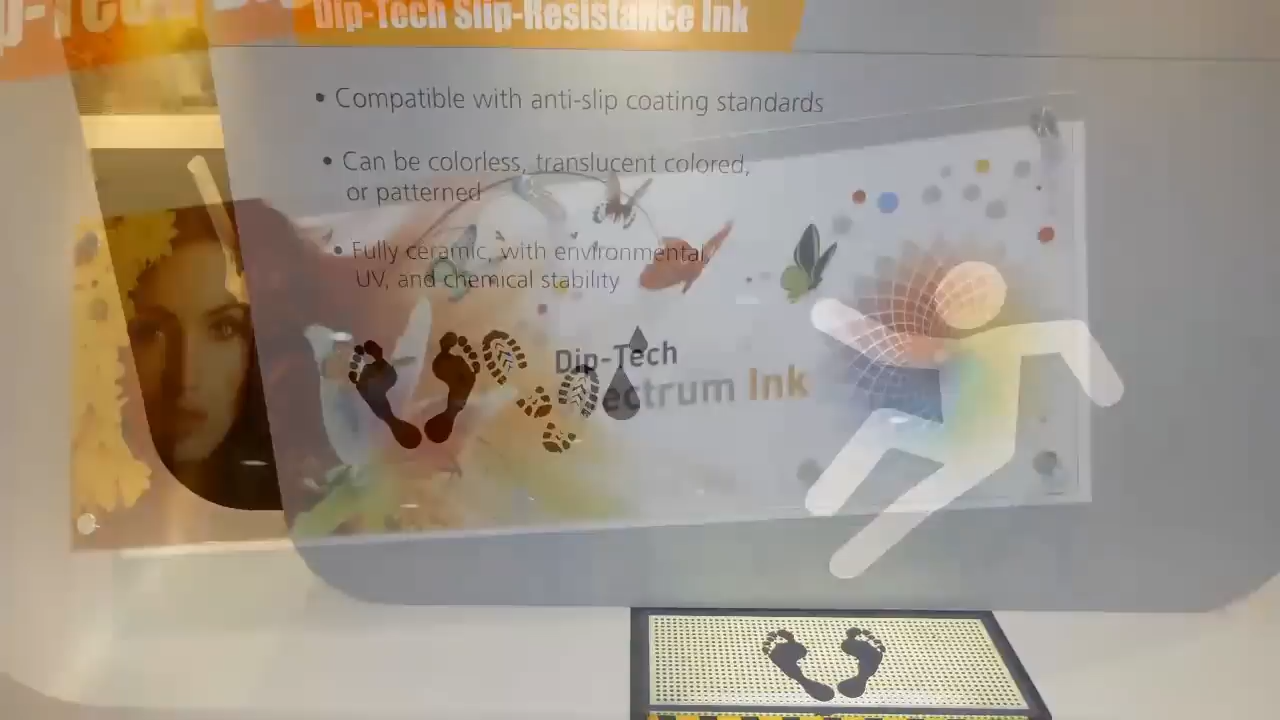 Dip-Tech Slip-Resistance Ink
• Compatible with anti-slip coating standards
• Can be colorless, translucent colored,
or patterned
• Fully ceramic, with environmental,
UV, and chemical stability
Dip-Tech
Ink